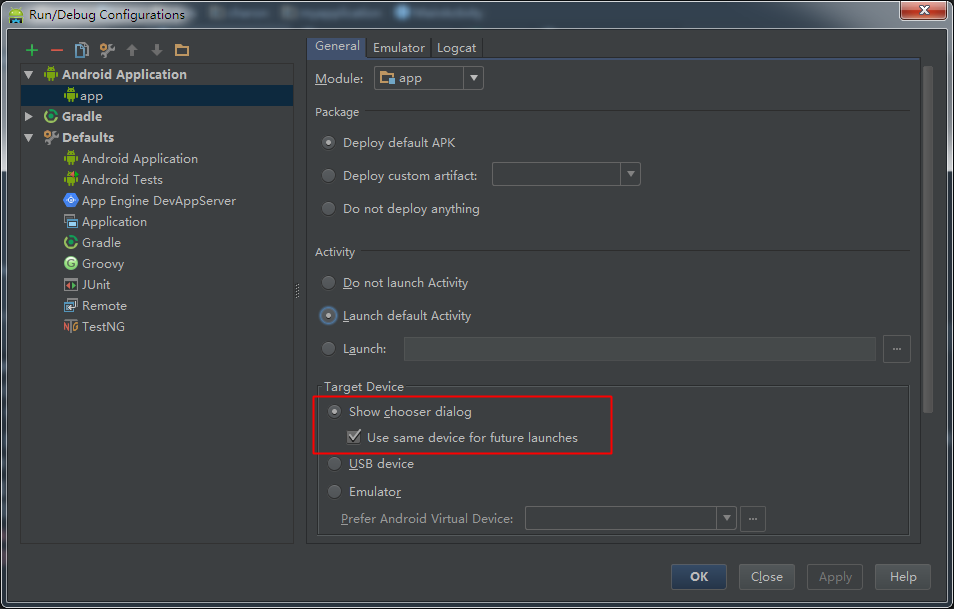 Run/Debug Configurations
Android Application
app
Gradle
Defaults
Android Application
Android Tests
App Engine DevAppServer
Application
Gradle
Groovy
JUnit
Remote
TestNG
General Emulator Logcat
Module: app
Package
Deploy default APK
Deploy custom artifact:
Do not deploy anything
Activity
Do not launch Activity
Launch default Activity
Launch: ...
Target Device
Show chooser dialog
Use same device for future launches
USB device
Emulator
Prefer Android Virtual Device: ...
OK Close Apply Help